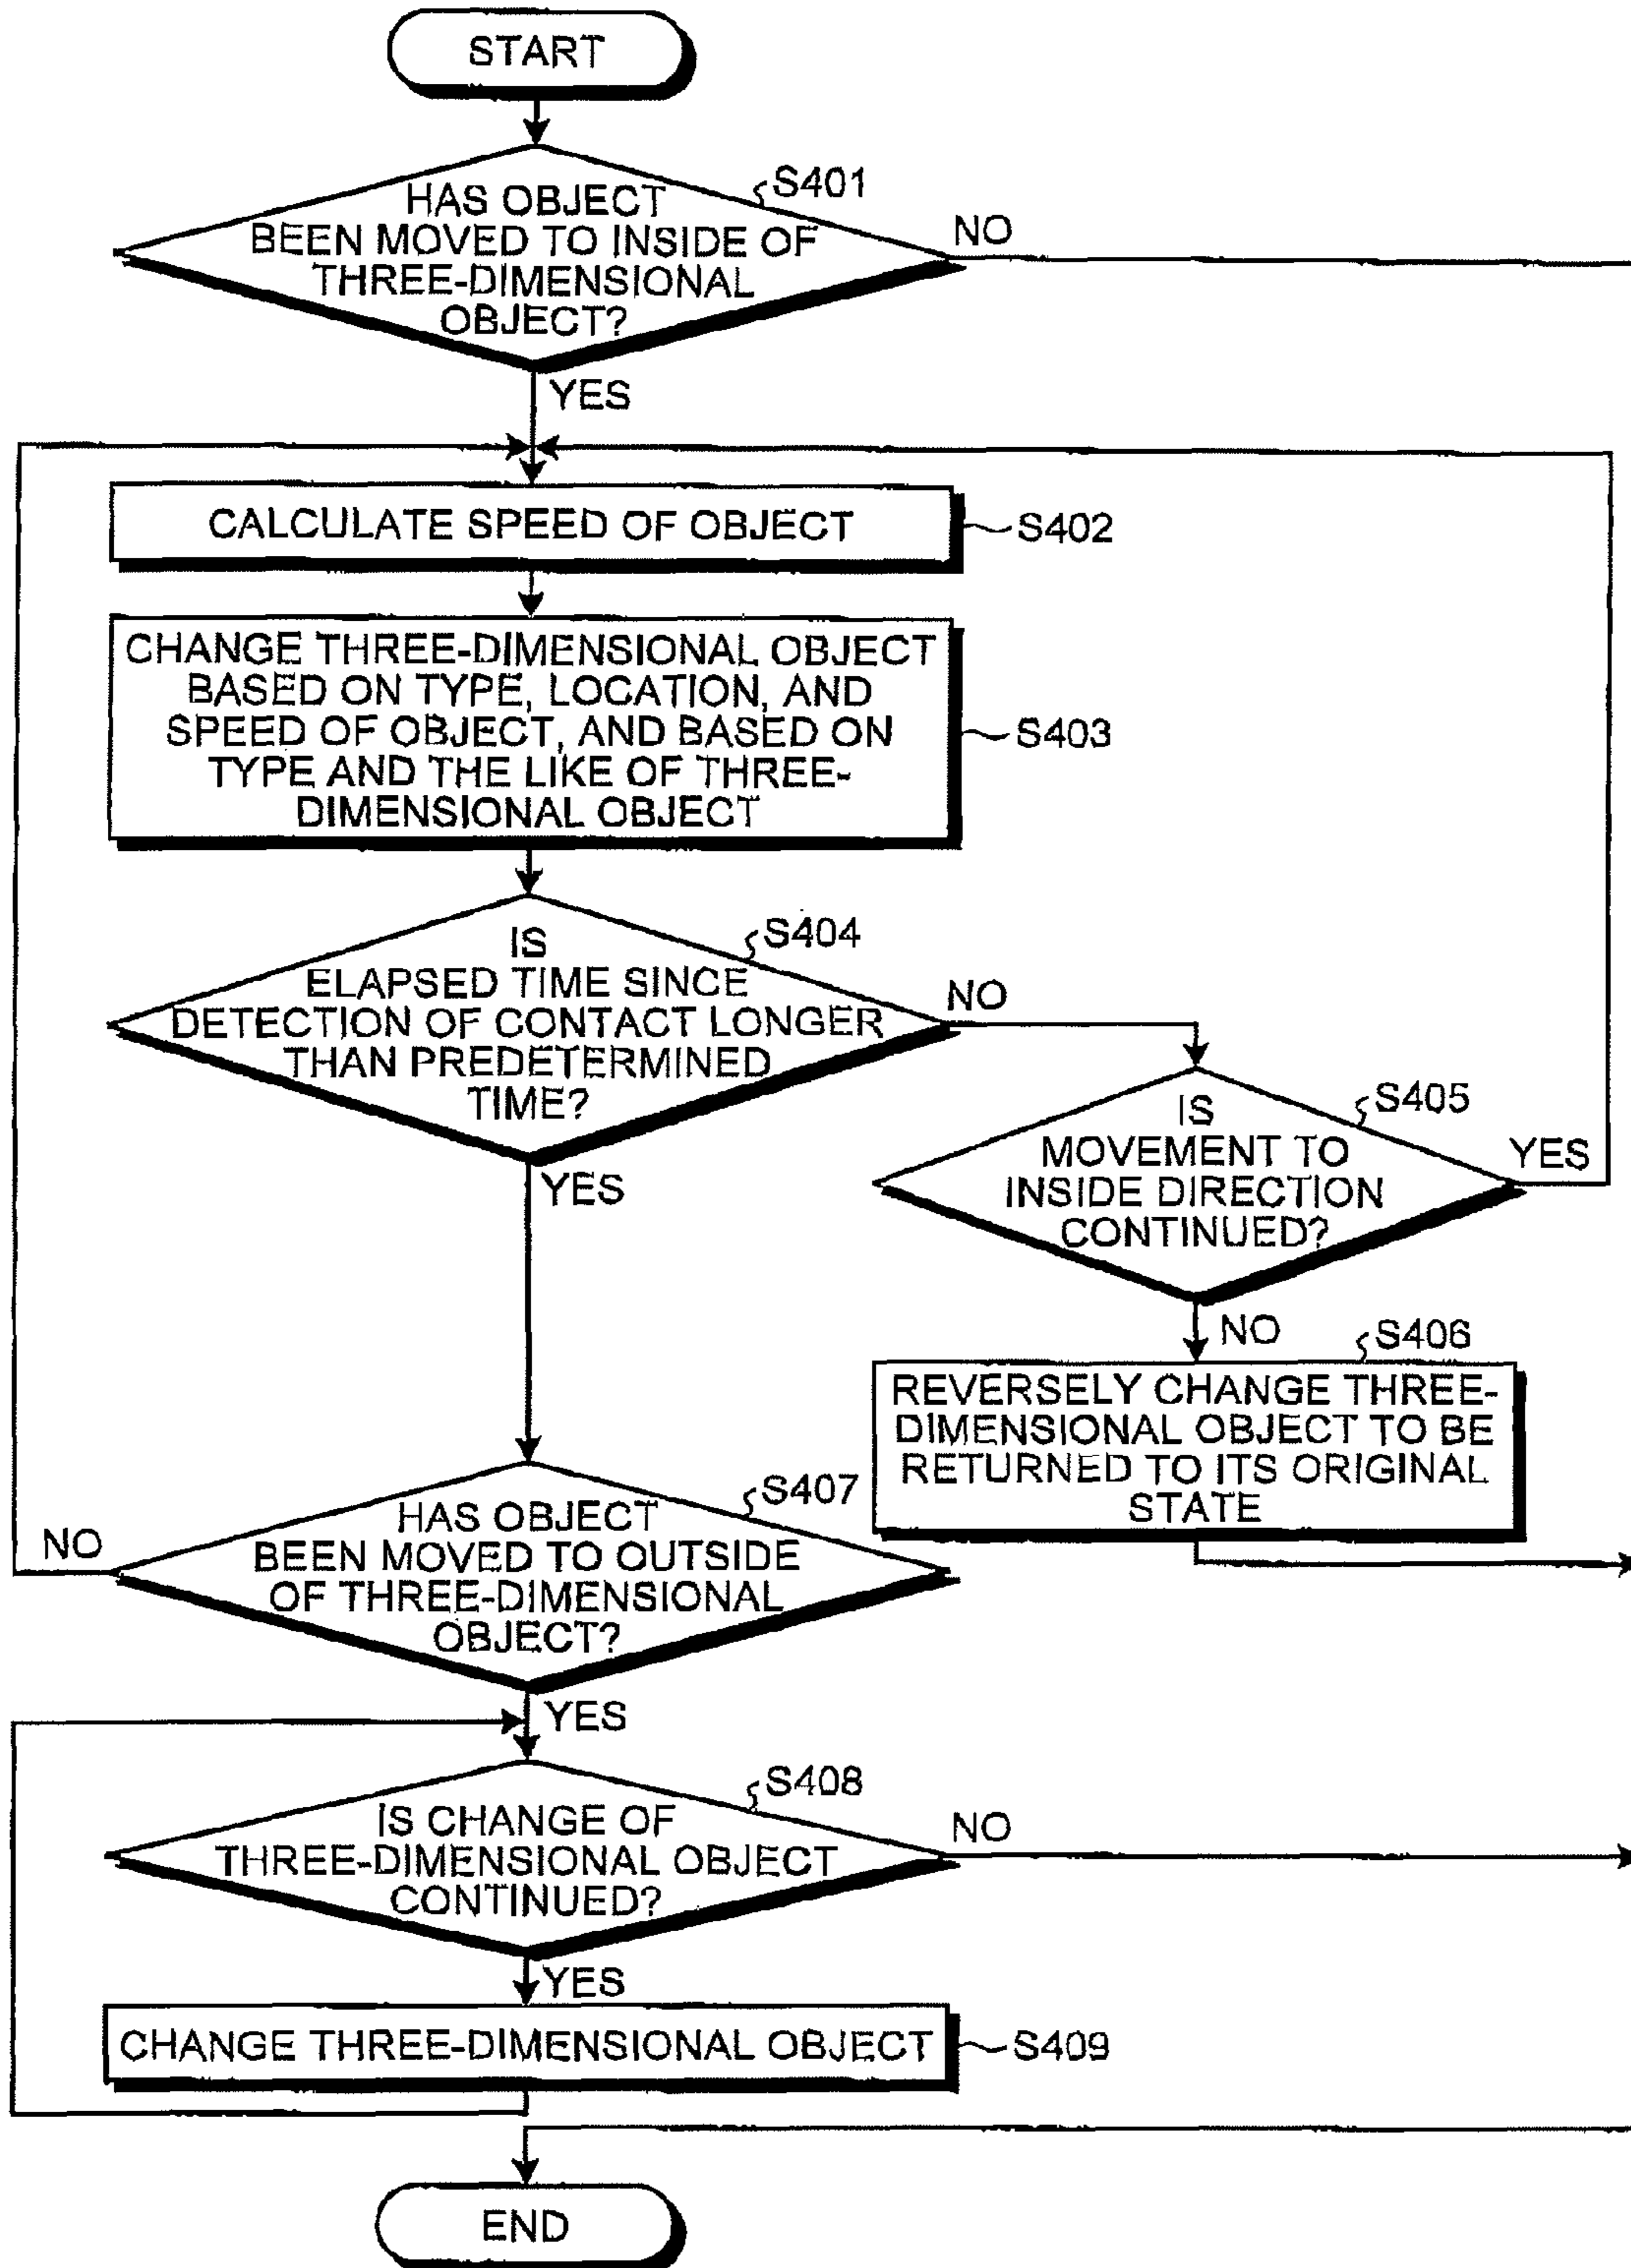 START
HAS OBJECT
BEEN MOVED TO INSIDE OF
THREE-DIMENSIONAL
OBJECT?
S401
NO
YES
CALCULATE SPEED OF OBJECT
S402
CHANGE THREE-DIMENSIONAL OBJECT
BASED ON TYPE, LOCATION, AND
SPEED OF OBJECT, AND BASED ON
TYPE AND THE LIKE OF THREE-
DIMENSIONAL OBJECT
S403
IS
ELAPSED TIME SINCE
DETECTION OF CONTACT LONGER
THAN PREDETERMINED
TIME?
S404
NO
YES
IS
MOVEMENT TO
INSIDE DIRECTION
CONTINUED?
S405
YES
NO
S406
REVERSELY CHANGE THREE-
DIMENSIONAL OBJECT TO BE
RETURNED TO ITS ORIGINAL
STATE
HAS OBJECT
BEEN MOVED TO OUTSIDE
OF THREE-DIMENSIONAL
OBJECT?
S407
NO
YES
IS CHANGE OF
THREE-DIMENSIONAL OBJECT
CONTINUED?
S408
NO
YES
CHANGE THREE-DIMENSIONAL OBJECT
S409
END